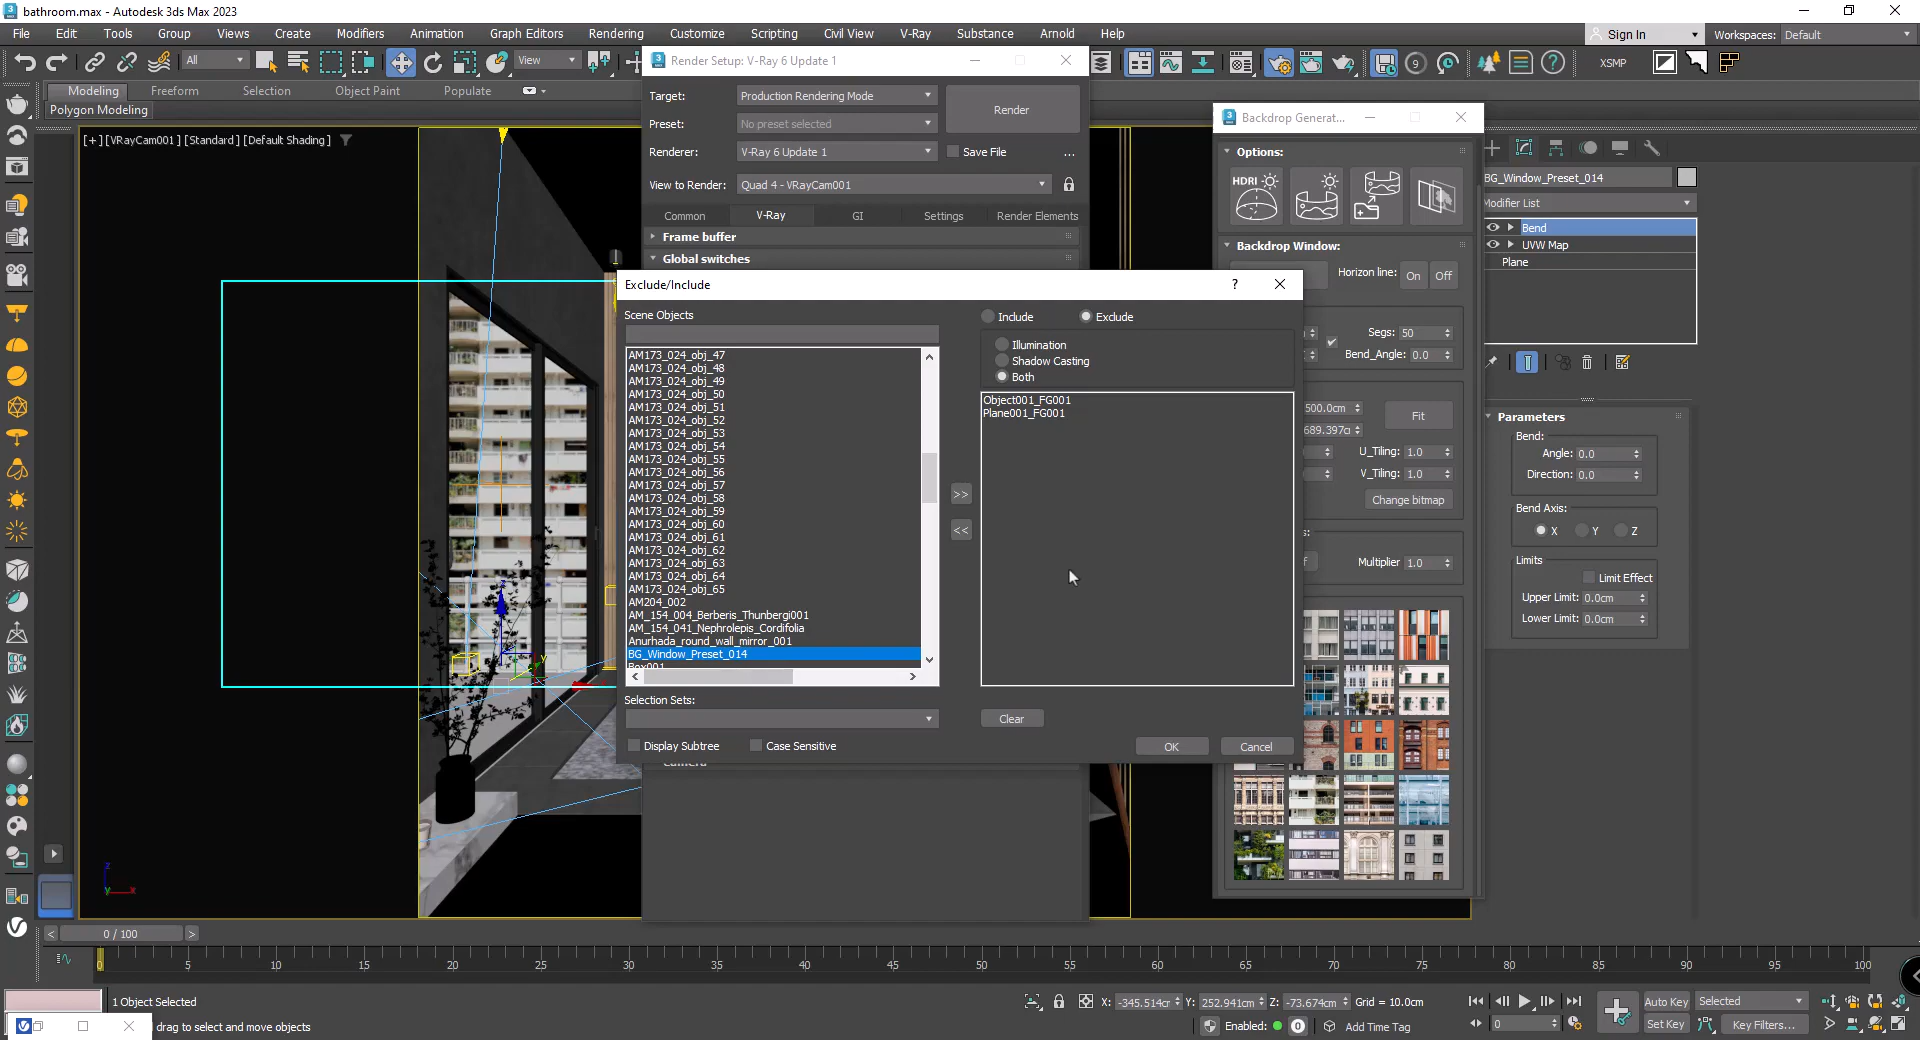 bathroom.max - Autodesk 3ds Max 2023
File Edit Tools Group Views Create Modifiers Animation Graph Editors Rendering Customize Scripting Civil View V-Ray Substance Arnold Help
Sign In
Workspaces: Default
All
View
XSMP
Modeling Freeform Selection Object Paint Populate
Polygon Modeling
[+] [VRayCam001] [Standard] [Default Shading]
Render Setup: V-Ray 6 Update 1
Target: Production Rendering Mode
Preset: No preset selected
Renderer: V-Ray 6 Update 1
Save File
...
Render
View to Render: Quad 4 - VRayCam001
Common V-Ray GI Settings Render Elements
Frame buffer
Global switches
Camera
Exclude/Include
?
Scene Objects
AM173_024_obj_47
AM173_024_obj_48
AM173_024_obj_49
AM173_024_obj_50
AM173_024_obj_51
AM173_024_obj_52
AM173_024_obj_53
AM173_024_obj_54
AM173_024_obj_55
AM173_024_obj_56
AM173_024_obj_57
AM173_024_obj_58
AM173_024_obj_59
AM173_024_obj_60
AM173_024_obj_61
AM173_024_obj_62
AM173_024_obj_63
AM173_024_obj_64
AM173_024_obj_65
AM204_002
AM_154_004_Berberis_Thunbergi001
AM_154_041_Nephrolepis_Cordifolia
Anurhada_round_wall_mirror_001
BG_Window_Preset_014
Box001
Selection Sets:
Display Subtree
Case Sensitive
>>
<<
Include
Exclude
Illumination
Shadow Casting
Both
Object001_FG001
Plane001_FG001
Clear
OK
Cancel
Backdrop Generat...
Options:
HDRI
Backdrop Window:
Horizon line: On Off
Segs: 50
Bend_Angle: 0.0
500.0cm
Fit
U_Tiling: 1.0
V_Tiling: 1.0
Change bitmap
Multiplier 1.0
BG_Window_Preset_014
Modifier List
Bend
UVW Map
Plane
Parameters
Bend:
Angle: 0.0
Direction: 0.0
Bend Axis:
X Y Z
Limits
Limit Effect
Upper Limit: 0.0cm
Lower Limit: 0.0cm
z
y x
0 / 100
0 5 10 15 20 25 30 35 40 45 50 55 60 65 70 75 80 85 90 95 100
1 Object Selected
drag to select and move objects
X: -345.514cr Y: 252.941cm Z: -73.674cm Grid = 10.0cm
Enabled: 0
Add Time Tag
0
Auto Key Selected
Set Key Key Filters...